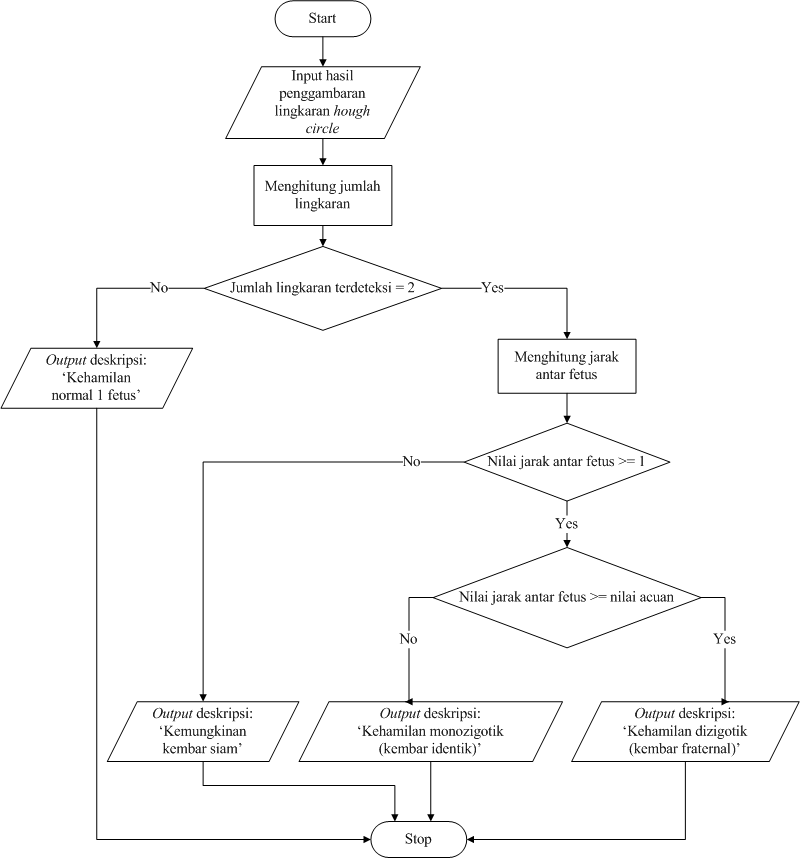 Start
Input hasil
penggambaran
lingkaran hough
circle
Menghitung jumlah
lingkaran
Jumlah lingkaran terdeteksi = 2
No
Yes
Output deskripsi:
‘Kehamilan
normal 1 fetus’
Menghitung jarak
antar fetus
Nilai jarak antar fetus >= 1
No
Yes
Nilai jarak antar fetus >= nilai acuan
No
Yes
Output deskripsi:
‘Kemungkinan
kembar siam’
Output deskripsi:
‘Kehamilan monozigotik
(kembar identik)’
Output deskripsi:
‘Kehamilan dizigotik
(kembar fraternal)’
Stop